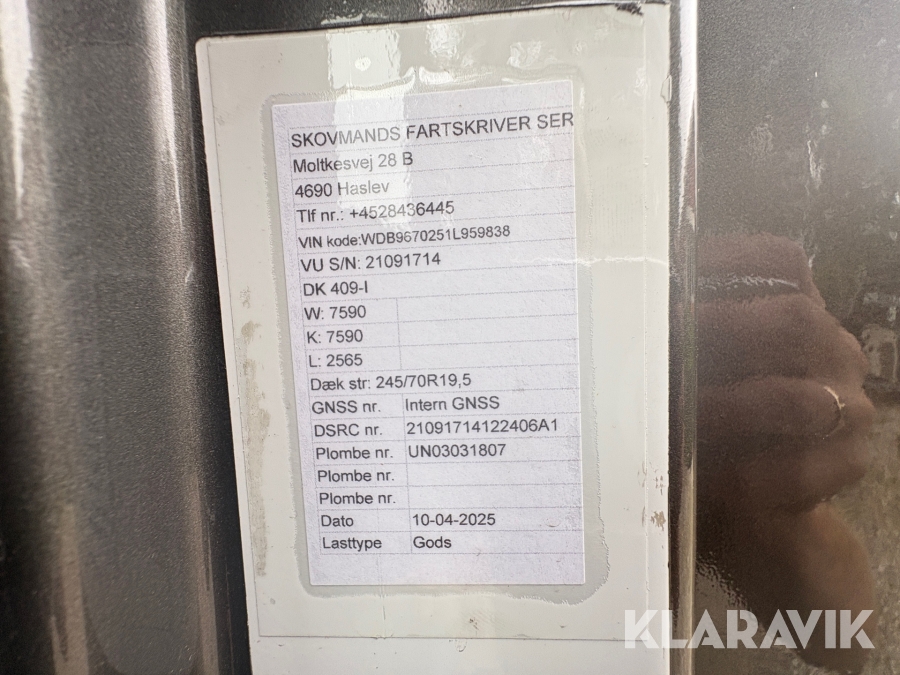 SKOVMANDS FARTSKRIVER SER
Moltkesvej 28 B
4690 Haslev
Tlf nr.: +4528436445
VIN kode:WDB9670251L959838
VU S/N: 21091714
DK 409-I
W: 7590
K: 7590
L: 2565
Dæk str: 245/70R19,5
GNSS nr. Intern GNSS
DSRC nr. 21091714122406A1
Plombe nr. UN03031807
Plombe nr.
Plombe nr.
Dato 10-04-2025
Lasttype Gods
KLARAVIK